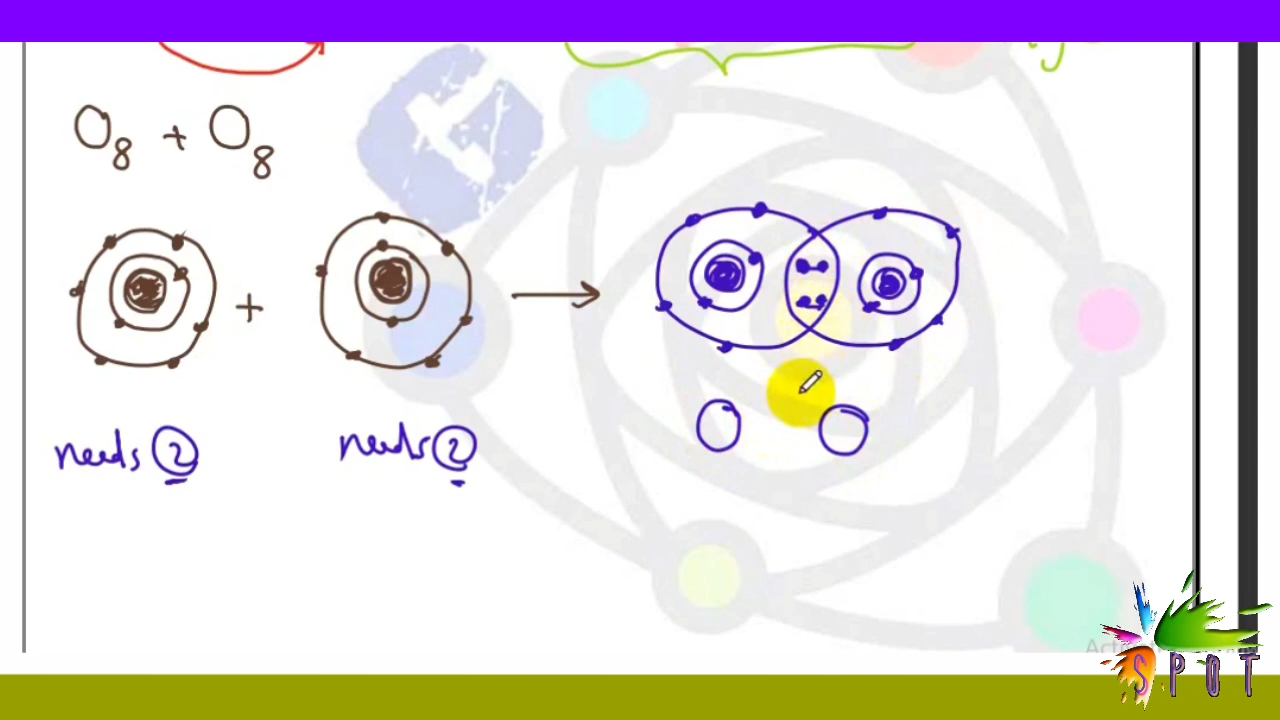 O₈ + O₈
+
needs 2 needs 2
O O
SPOT